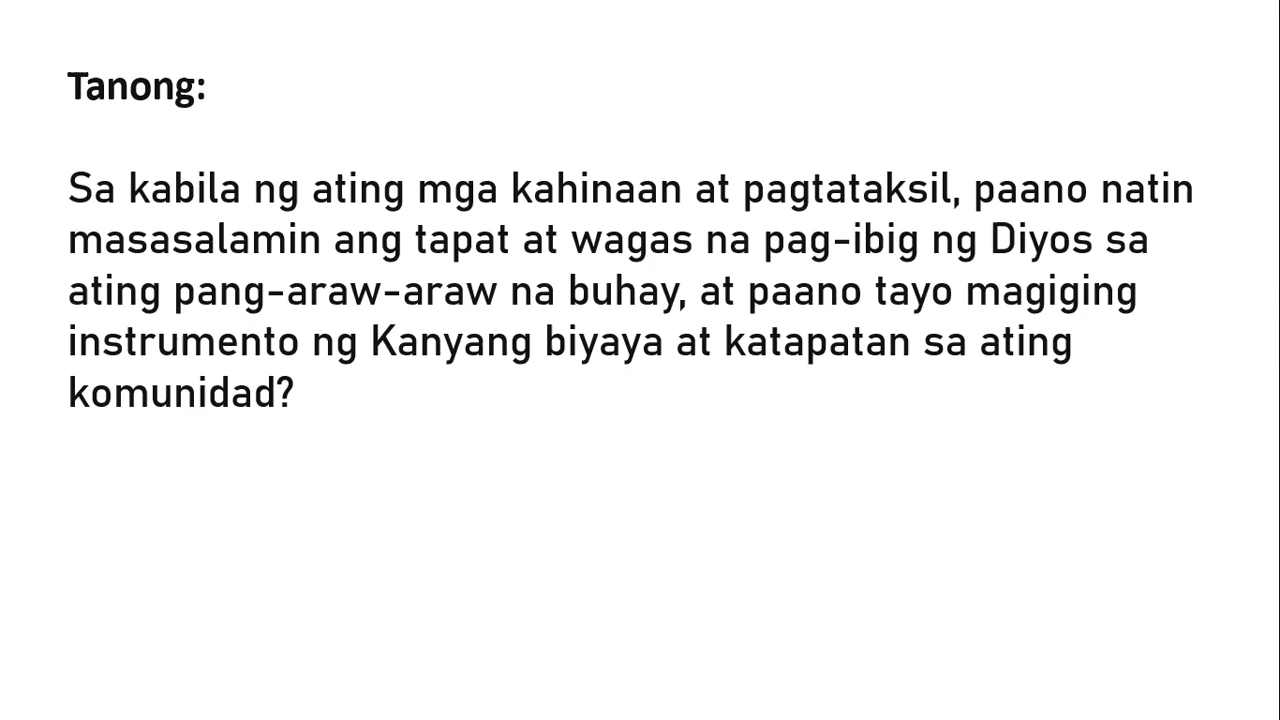 Tanong:
Sa kabila ng ating mga kahinaan at pagtataksil, paano natin
masasalamin ang tapat at wagas na pag-ibig ng Diyos sa
ating pang-araw-araw na buhay, at paano tayo magiging
instrumento ng Kanyang biyaya at katapatan sa ating
komunidad?